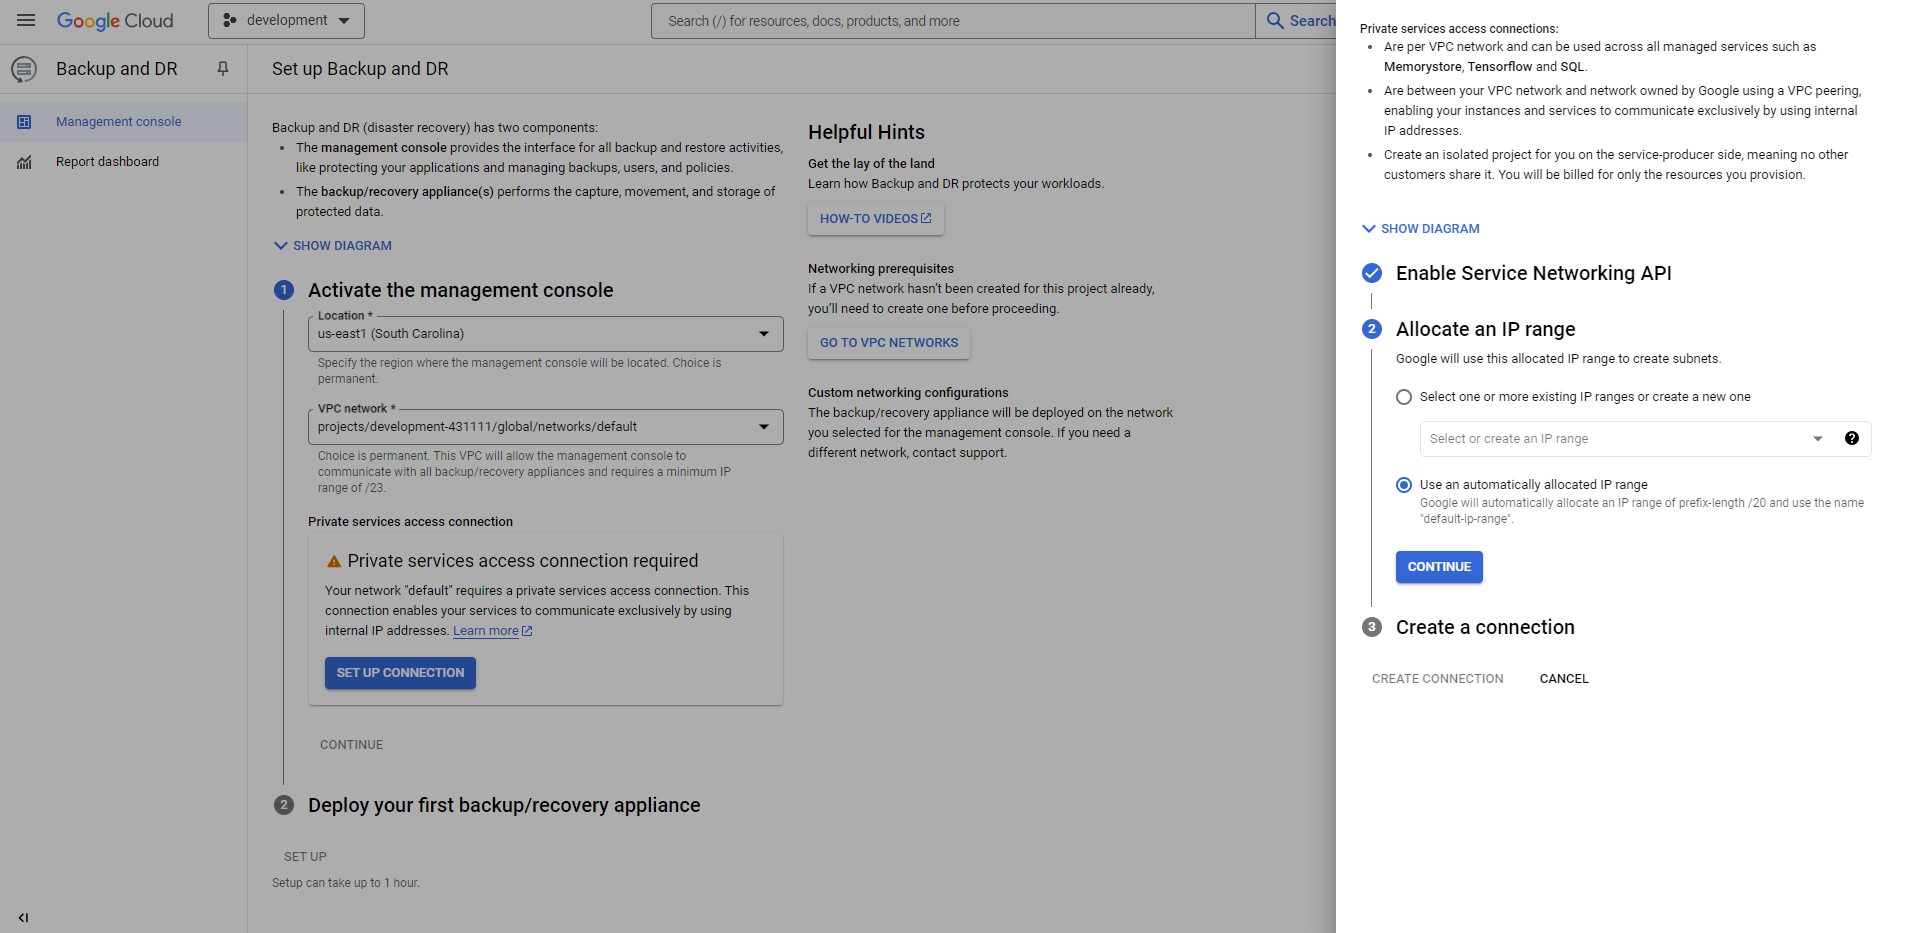 Google Cloud
development
Search (/) for resources, docs, products, and more
Search
Backup and DR
Management console
Report dashboard
Set up Backup and DR
Backup and DR (disaster recovery) has two components:
The management console provides the interface for all backup and restore activities,
like protecting your applications and managing backups, users, and policies.
The backup/recovery appliance(s) performs the capture, movement, and storage of
protected data.
SHOW DIAGRAM
1 Activate the management console
Location *
us-east1 (South Carolina)
Specify the region where the management console will be located. Choice is
permanent.
VPC network *
projects/development-431111/global/networks/default
Choice is permanent. This VPC will allow the management console to
communicate with all backup/recovery appliances and requires a minimum IP
range of /23.
Private services access connection
Private services access connection required
Your network "default" requires a private services access connection. This
connection enables your services to communicate exclusively by using
internal IP addresses. Learn more
SET UP CONNECTION
CONTINUE
2 Deploy your first backup/recovery appliance
SET UP
Setup can take up to 1 hour.
Helpful Hints
Get the lay of the land
Learn how Backup and DR protects your workloads.
HOW-TO VIDEOS
Networking prerequisites
If a VPC network hasn't been created for this project already,
you'll need to create one before proceeding.
GO TO VPC NETWORKS
Custom networking configurations
The backup/recovery appliance will be deployed on the network
you selected for the management console. If you need a
different network, contact support.
Private services access connections:
Are per VPC network and can be used across all managed services such as
Memorystore, Tensorflow and SQL.
Are between your VPC network and network owned by Google using a VPC peering,
enabling your instances and services to communicate exclusively by using internal
IP addresses.
Create an isolated project for you on the service-producer side, meaning no other
customers share it. You will be billed for only the resources you provision.
SHOW DIAGRAM
Enable Service Networking API
2 Allocate an IP range
Google will use this allocated IP range to create subnets.
Select one or more existing IP ranges or create a new one
Select or create an IP range
Use an automatically allocated IP range
Google will automatically allocate an IP range of prefix-length /20 and use the name
"default-ip-range".
CONTINUE
3 Create a connection
CREATE CONNECTION
CANCEL